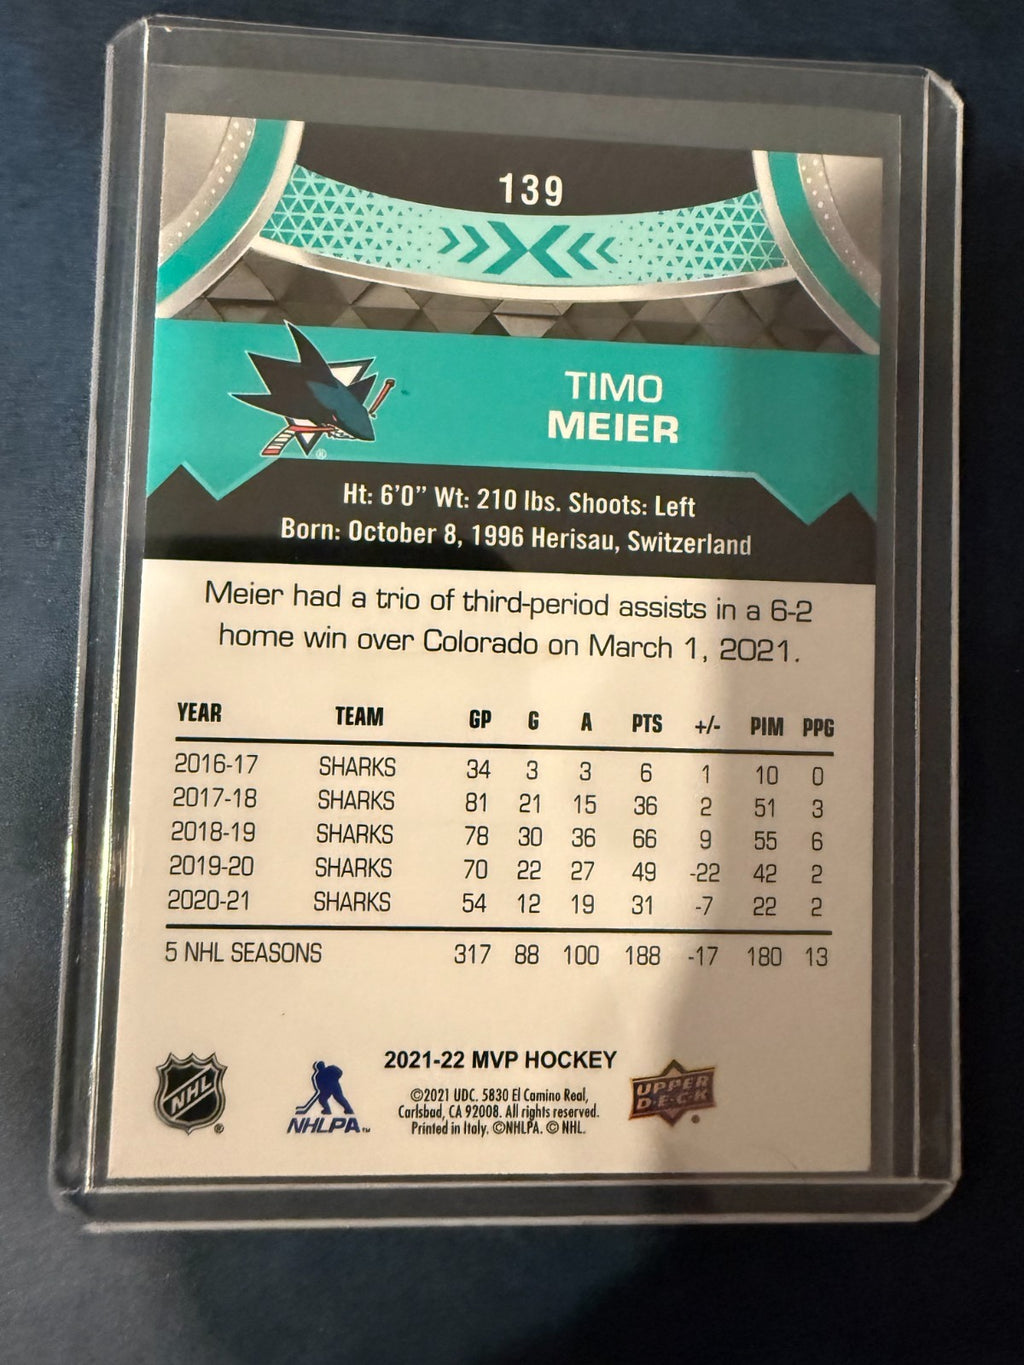 139
TIMO
MEIER
®
Ht: 6'0" Wt: 210 lbs. Shoots: Left
Born: October 8, 1996 Herisau, Switzerland
Meier had a trio of third-period assists in a 6-2
home win over Colorado on March 1, 2021.
YEAR TEAM GP G A PTS +/- PIM PPG
2016-17 SHARKS 34 3 3 6 1 10 0
2017-18 SHARKS 81 21 15 36 2 51 3
2018-19 SHARKS 78 30 36 66 9 55 6
2019-20 SHARKS 70 22 27 49 -22 42 2
2020-21 SHARKS 54 12 19 31 -7 22 2
5 NHL SEASONS 317 88 100 188 -17 180 13
NHL ®
NHLPA™
2021-22 MVP HOCKEY
©2021 UDC. 5830 El Camino Real,
Carlsbad, CA 92008. All rights reserved.
Printed in Italy. ©NHLPA. © NHL.
UPPER
D·E·C·K ®